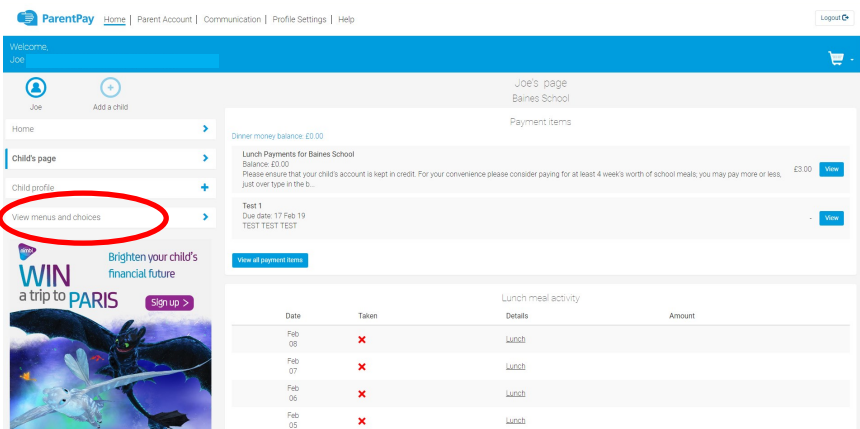 ParentPay Home | Parent Account | Communication | Profile Settings | Help
Logout
Welcome,
Joe
Joe
Add a child
Home
Child's page
Child profile
View menus and choices
Joe's page
Baines School
Payment items
Dinner money balance: £0.00
Lunch Payments for Baines School
Balance: £0.00
Please ensure that your child's account is kept in credit. For your convenience please consider paying for at least 4 week's worth of school meals; you may pay more or less,
just over type in the b...
£3.00 View
Test 1
Due date: 17 Feb 19
TEST TEST TEST
- View
View all payment items
Brighten your child's
financial future
WIN
a trip to PARIS
Sign up >
Lunch meal activity
Date Taken Details Amount
Feb
08
Lunch
Feb
07
Lunch
Feb
06
Lunch
Feb
05
Lunch